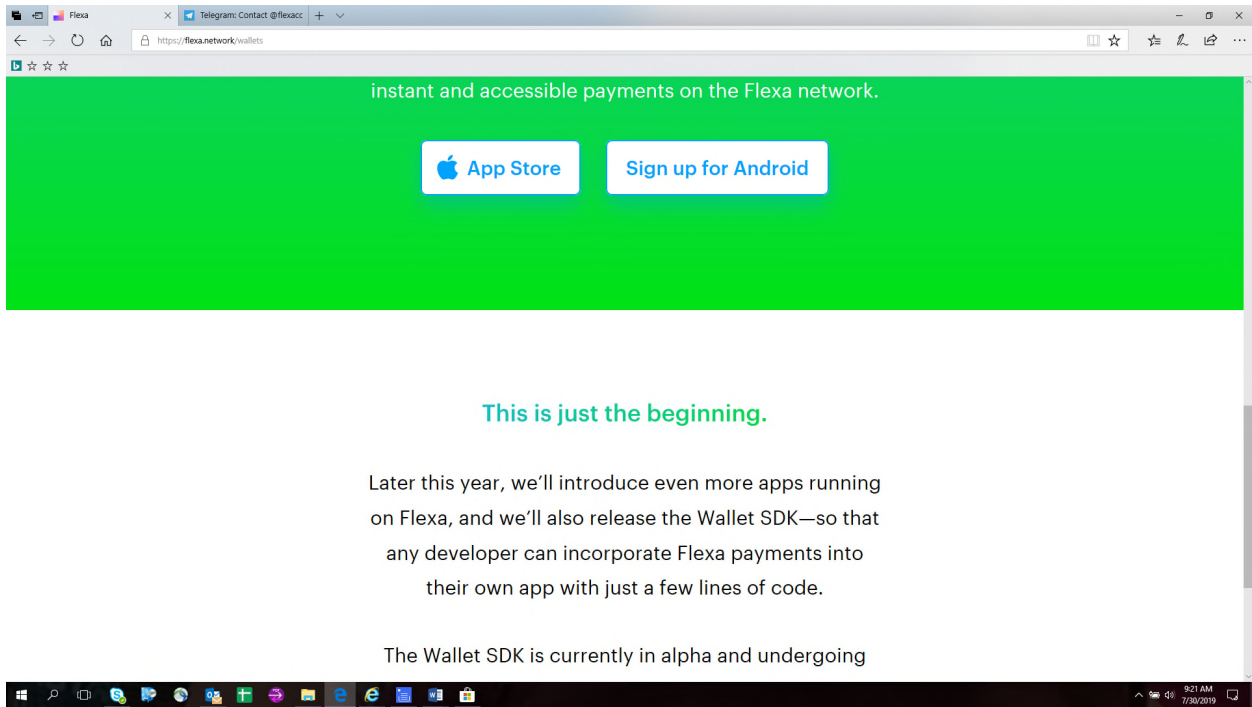 Flexa
Telegram: Contact @flexacc
https://flexa.network/wallets
instant and accessible payments on the Flexa network.
App Store
Sign up for Android
This is just the beginning.
Later this year, we’ll introduce even more apps running
on Flexa, and we’ll also release the Wallet SDK—so that
any developer can incorporate Flexa payments into
their own app with just a few lines of code.
The Wallet SDK is currently in alpha and undergoing
9:21 AM
7/30/2019